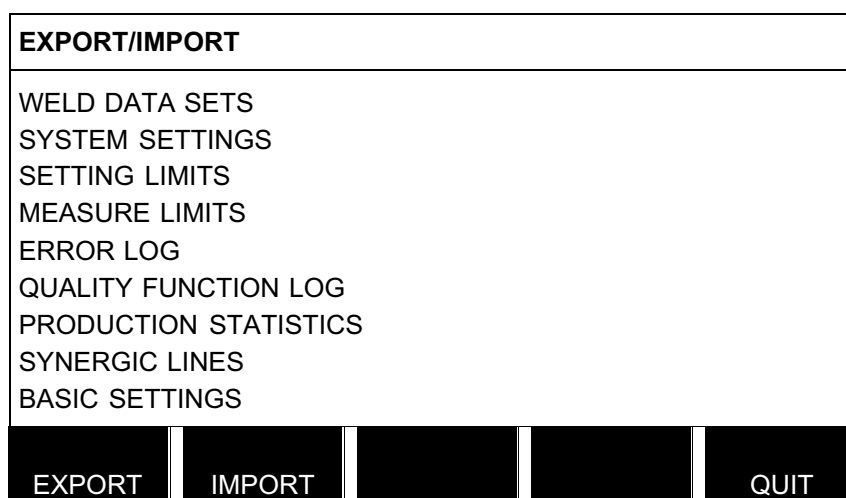 EXPORT/IMPORT
WELD DATA SETS
SYSTEM SETTINGS
SETTING LIMITS
MEASURE LIMITS
ERROR LOG
QUALITY FUNCTION LOG
PRODUCTION STATISTICS
SYNERGIC LINES
BASIC SETTINGS
EXPORT IMPORT QUIT